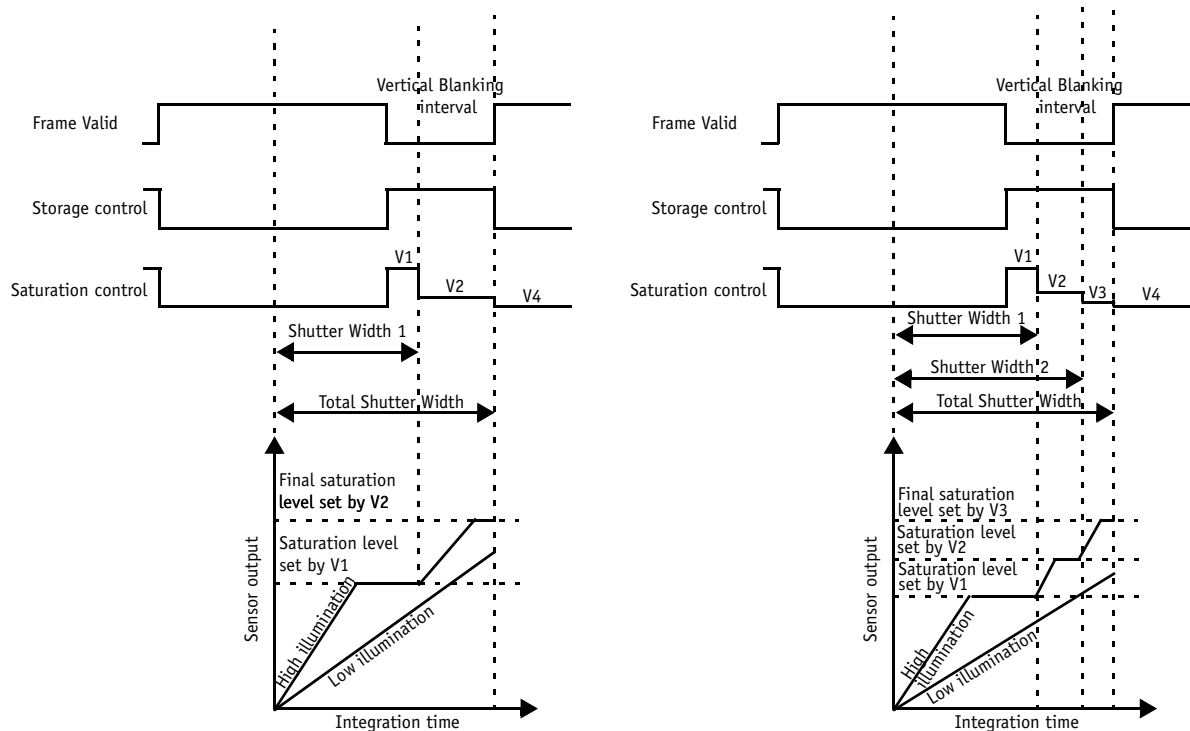 Vertical Blanking
interval
Frame Valid
Storage control
V1
V2
V4
Saturation control
Shutter Width 1
Total Shutter Width
Final saturation
level set by V2
Saturation level
set by V1
Sensor output
High illumination
Low illumination
Integration time
Vertical Blanking
interval
Frame Valid
Storage control
V1
V2
V3
V4
Saturation control
Shutter Width 1
Shutter Width 2
Total Shutter Width
Final saturation
level set by V3
Saturation level
set by V2
Saturation level
set by V1
Sensor output
High
illumination
Low illumination
Integration time